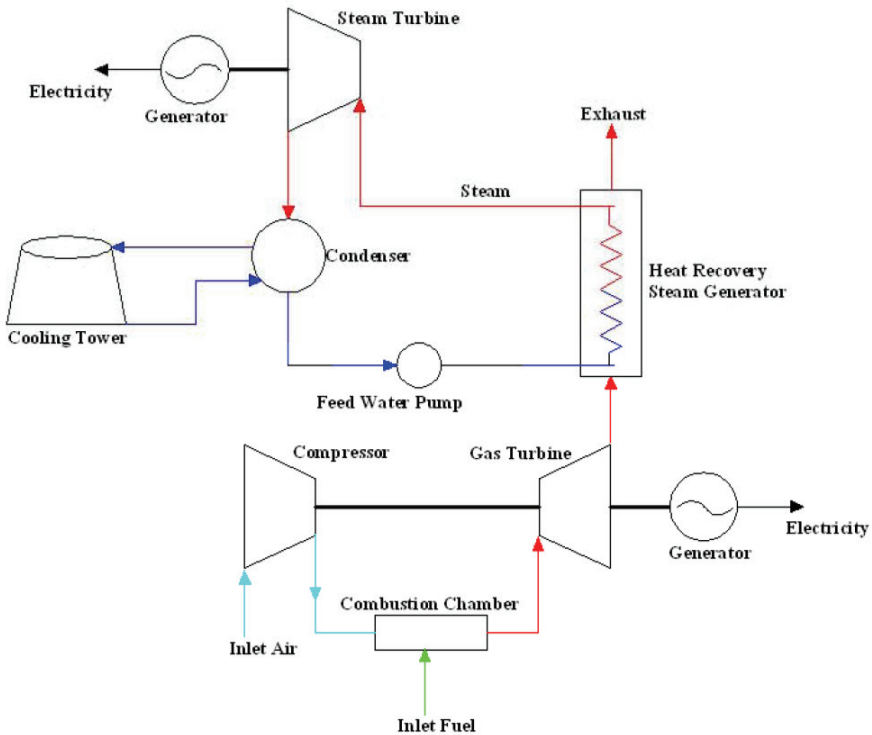 Steam Turbine
Electricity
Generator
Exhaust
Steam
Condenser
Heat Recovery
Steam Generator
Cooling Tower
Feed Water Pump
Compressor
Gas Turbine
Electricity
Generator
Combustion Chamber
Inlet Air
Inlet Fuel